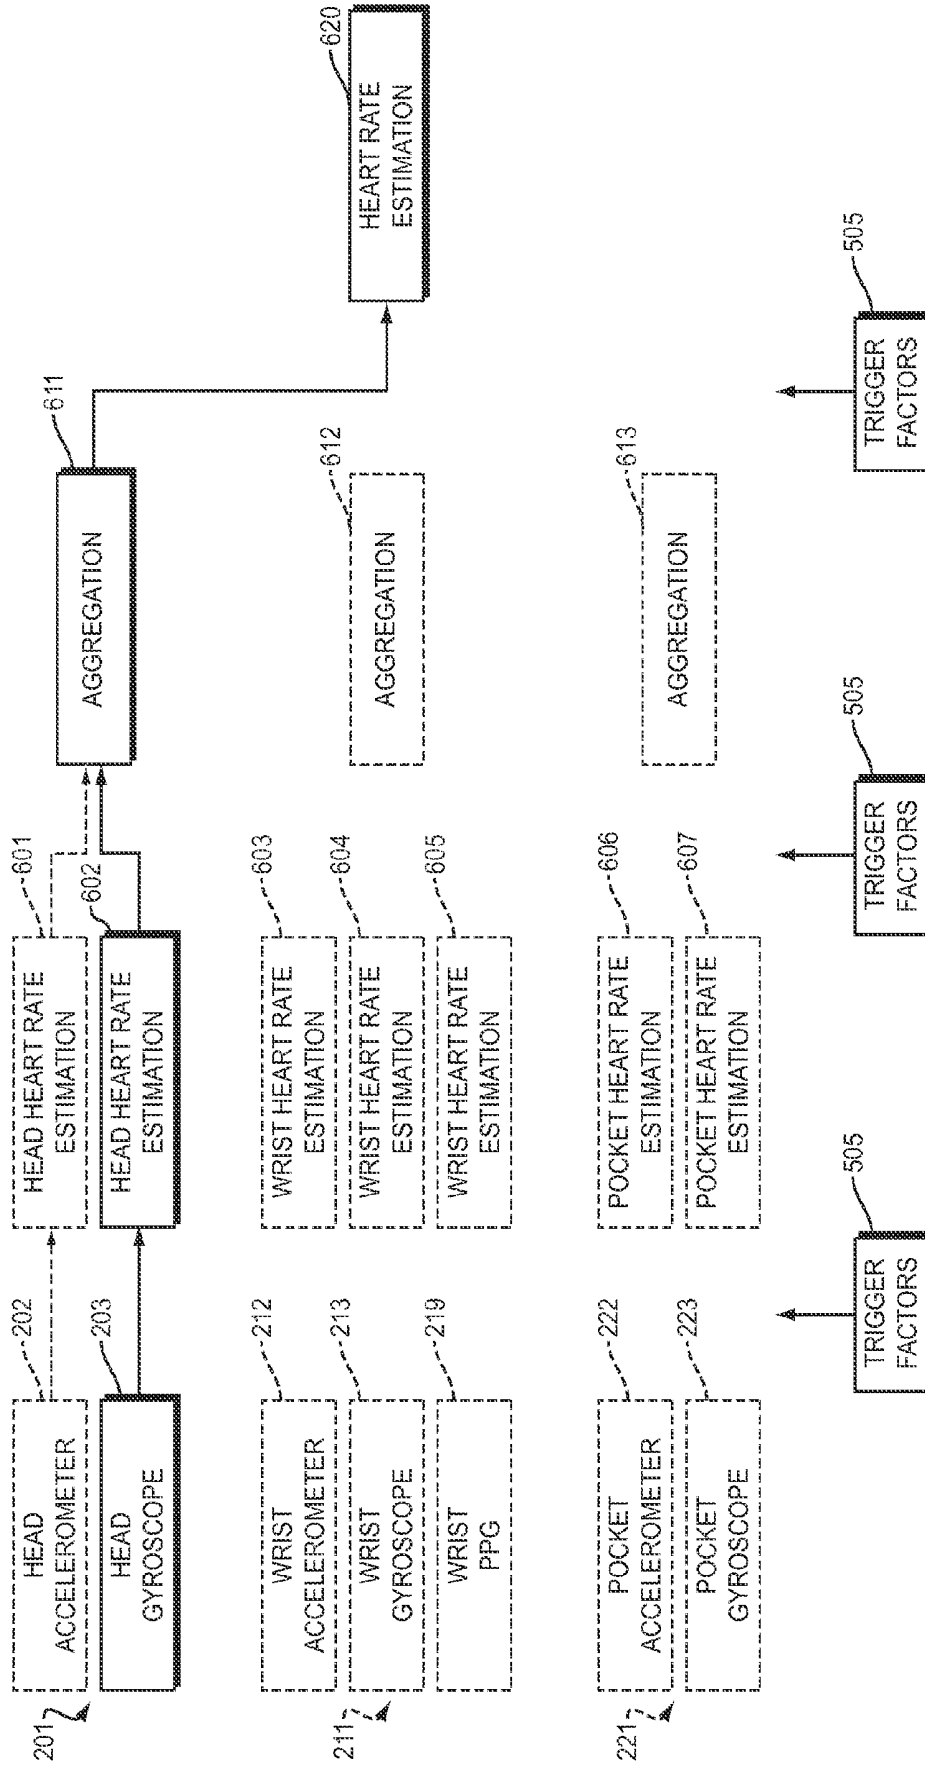 201
HEAD
ACCELEROMETER
202
HEAD
GYROSCOPE
203
HEAD HEART RATE
ESTIMATION
601
HEAD HEART RATE
ESTIMATION
602
AGGREGATION
611
211
WRIST
ACCELEROMETER
212
WRIST
GYROSCOPE
213
WRIST
PPG
219
WRIST HEART RATE
ESTIMATION
603
WRIST HEART RATE
ESTIMATION
604
WRIST HEART RATE
ESTIMATION
605
AGGREGATION
612
HEART RATE
ESTIMATION
620
221
POCKET
ACCELEROMETER
222
POCKET
GYROSCOPE
223
POCKET HEART RATE
ESTIMATION
606
POCKET HEART RATE
ESTIMATION
607
AGGREGATION
613
TRIGGER
FACTORS
505
TRIGGER
FACTORS
505
TRIGGER
FACTORS
505